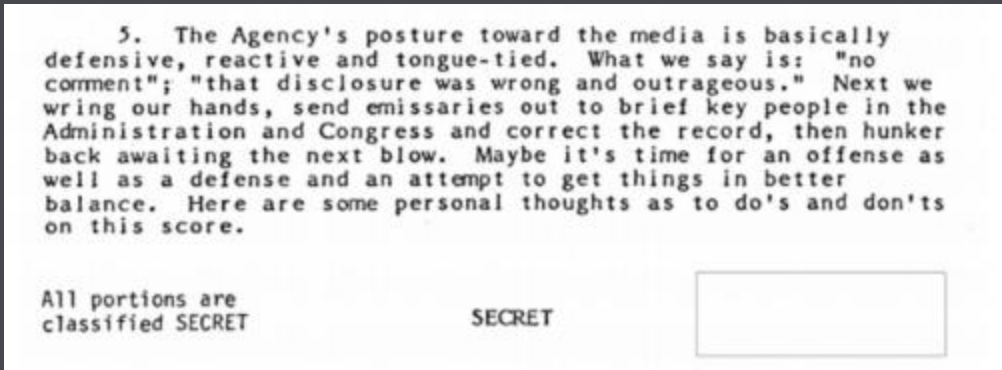 5. The Agency's posture toward the media is basically
defensive, reactive and tongue-tied. What we say is: "no
comment"; "that disclosure was wrong and outrageous." Next we
wring our hands, send emissaries out to brief key people in the
Administration and Congress and correct the record, then hunker
back awaiting the next blow. Maybe it's time for an offense as
well as a defense and an attempt to get things in better
balance. Here are some personal thoughts as to do's and don'ts
on this score.
All portions are
classified SECRET
SECRET